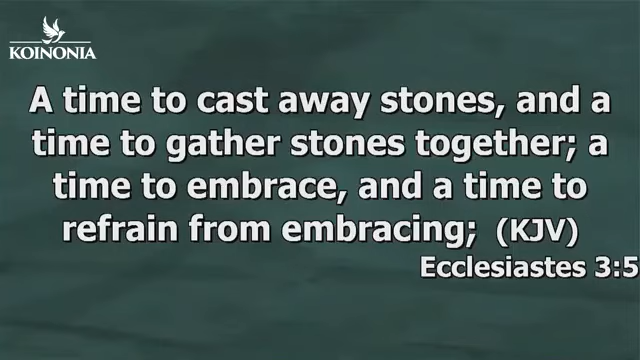 KOINONIA
A time to cast away stones, and a
time to gather stones together; a
time to embrace, and a time to
refrain from embracing; (KJV)
Ecclesiastes 3:5